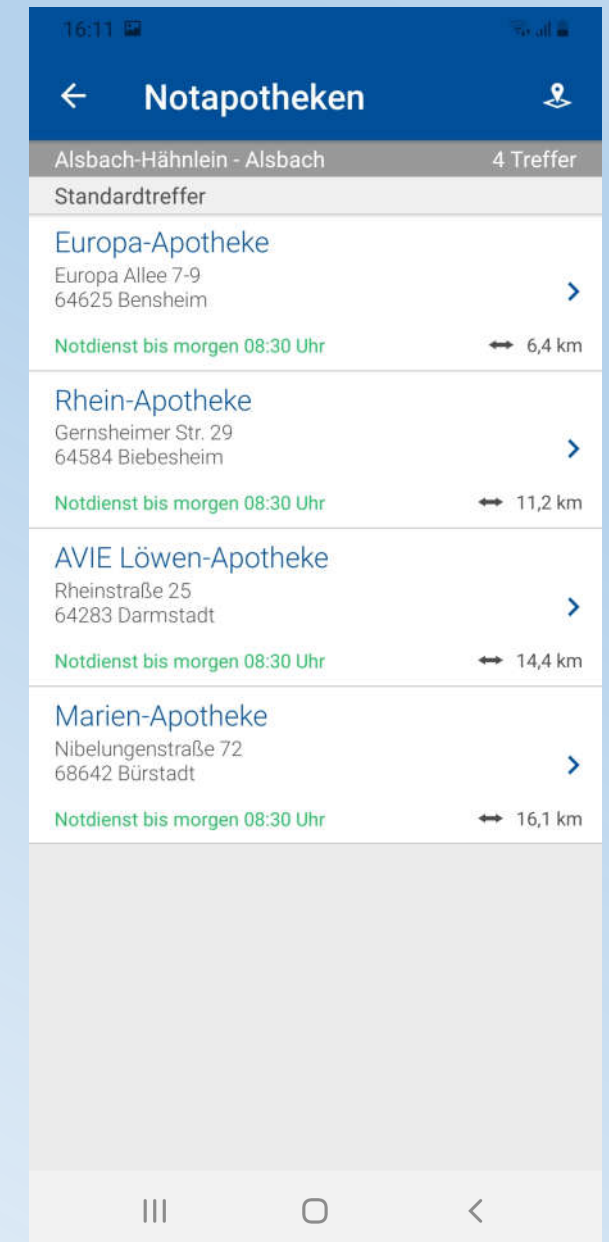 16:11
Notapotheken
Alsbach-Hähnlein - Alsbach 4 Treffer
Standardtreffer
Europa-Apotheke
Europa Allee 7-9
64625 Bensheim
Notdienst bis morgen 08:30 Uhr 6,4 km
Rhein-Apotheke
Gernsheimer Str. 29
64584 Biebesheim
Notdienst bis morgen 08:30 Uhr 11,2 km
AVIE Löwen-Apotheke
Rheinstraße 25
64283 Darmstadt
Notdienst bis morgen 08:30 Uhr 14,4 km
Marien-Apotheke
Nibelungenstraße 72
68642 Bürstadt
Notdienst bis morgen 08:30 Uhr 16,1 km